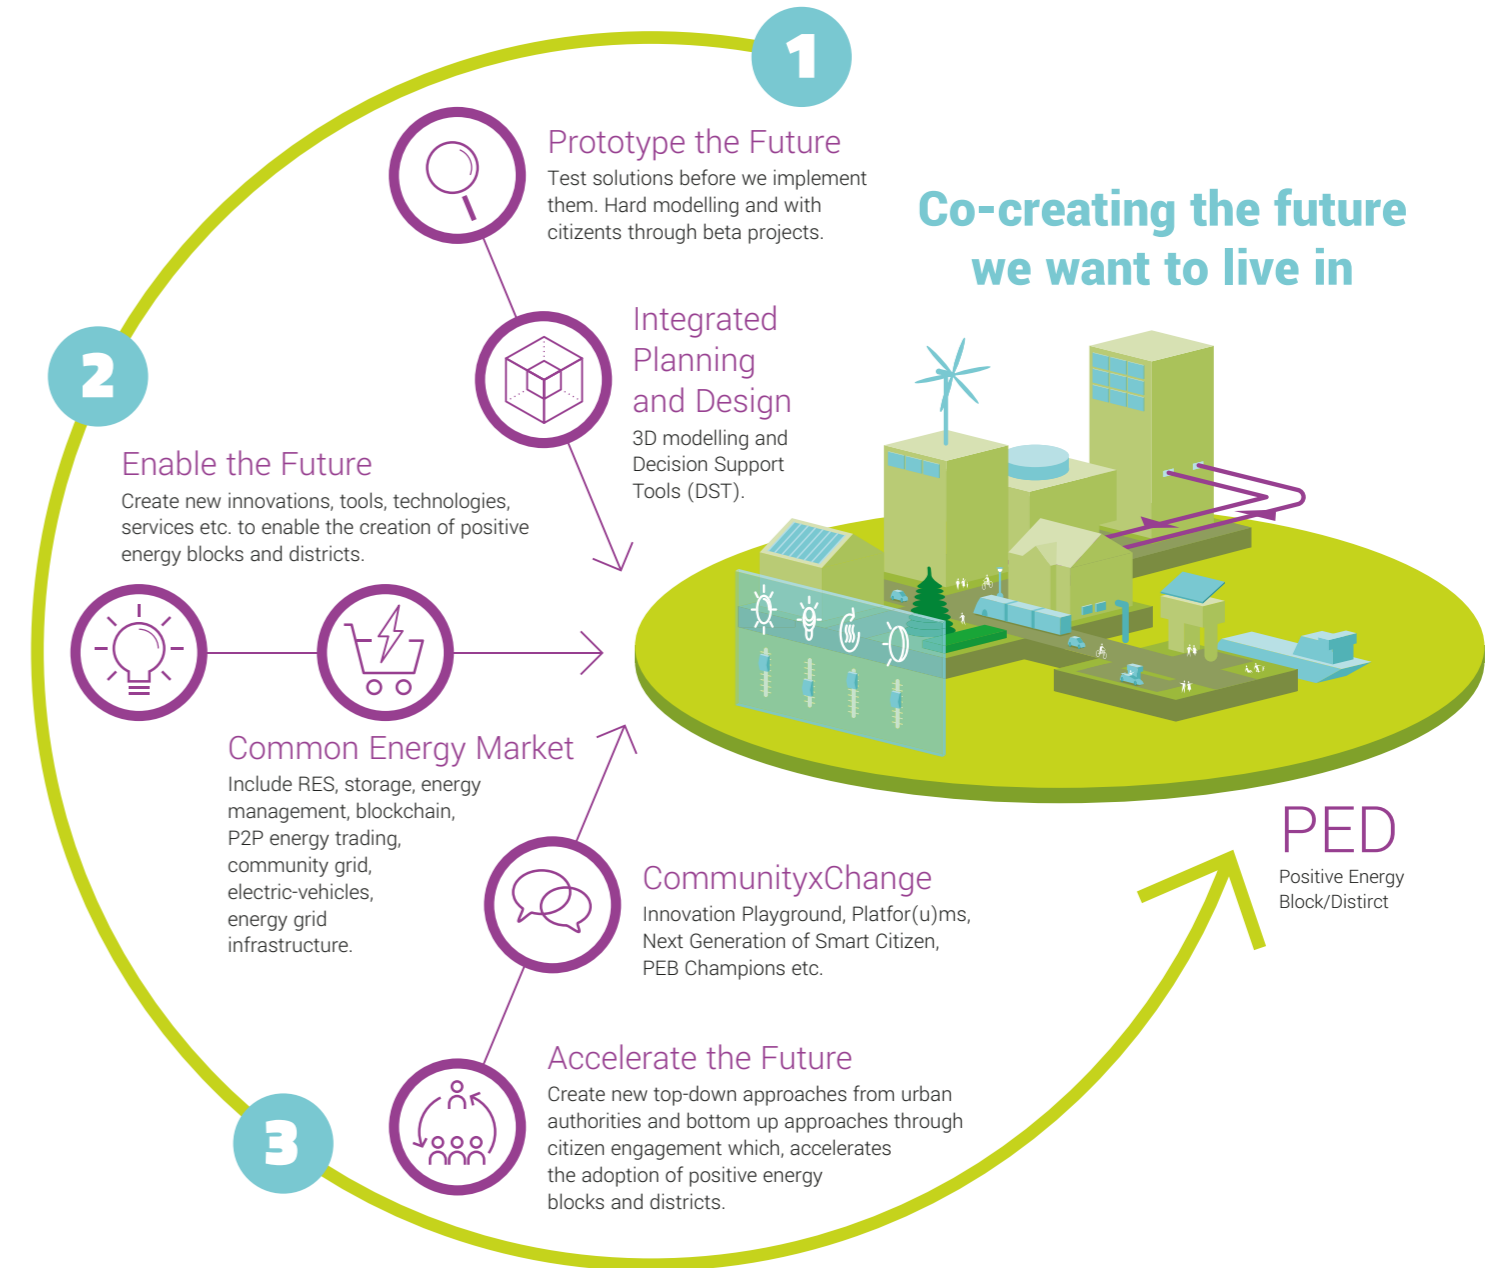 1
Prototype the Future
Test solutions before we implement
them. Hard modelling and with
citizents through beta projects.
Co-creating the future
we want to live in
Integrated
Planning
and Design
3D modelling and
Decision Support
Tools (DST).
2
Enable the Future
Create new innovations, tools, technologies,
services etc. to enable the creation of positive
energy blocks and districts.
Common Energy Market
Include RES, storage, energy
management, blockchain,
P2P energy trading,
community grid,
electric-vehicles,
energy grid
infrastructure.
PED
Positive Energy
Block/Distirct
CommunityxChange
Innovation Playground, Platfor(u)ms,
Next Generation of Smart Citizen,
PEB Champions etc.
3
Accelerate the Future
Create new top-down approaches from urban
authorities and bottom up approaches through
citizen engagement which, accelerates
the adoption of positive energy
blocks and districts.